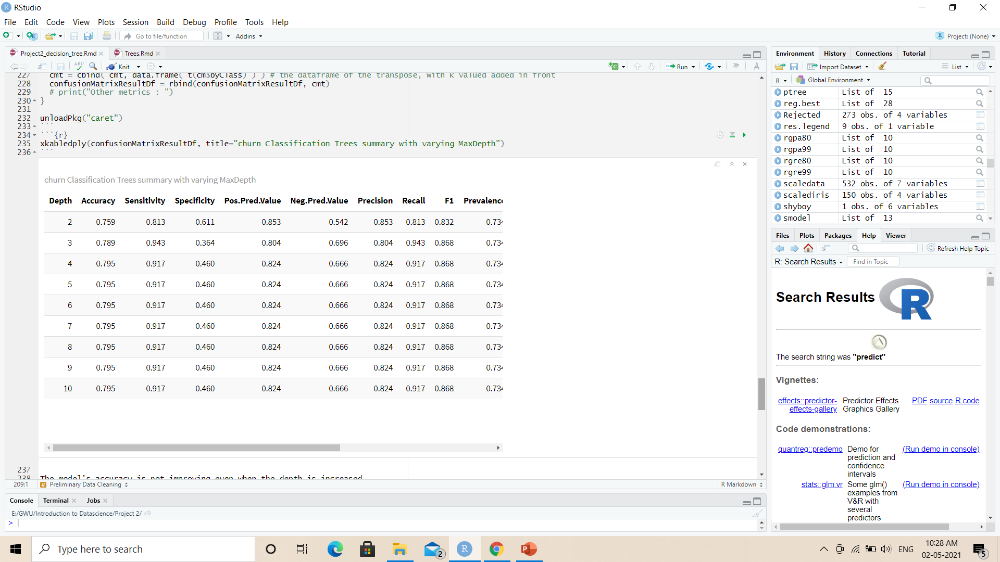 RStudio
File Edit Code View Plots Session Build Debug Profile Tools Help
Go to file/function Addins Project: (None)
Project2_decision_tree.Rmd Trees.Rmd
ABC Knit Run
227 cmt = cbind( cmt, data.frame( t(cm$byClass) ) ) # the dataframe of the transpose, with k valued added in front
228 confusionMatrixResultDf = rbind(confusionMatrixResultDf, cmt)
229 # print("Other metrics : ")
230 }
231
232 unloadPkg("caret")
233 ```
234 ```{r}
235 xkabledply(confusionMatrixResultDf, title="churn Classification Trees summary with varying MaxDepth")
236 ```
churn Classification Trees summary with varying MaxDepth
Depth Accuracy Sensitivity Specificity Pos.Pred.Value Neg.Pred.Value Precision Recall F1 Prevalence
2 0.759 0.813 0.611 0.853 0.542 0.853 0.813 0.832 0.734
3 0.789 0.943 0.364 0.804 0.696 0.804 0.943 0.868 0.734
4 0.795 0.917 0.460 0.824 0.666 0.824 0.917 0.868 0.734
5 0.795 0.917 0.460 0.824 0.666 0.824 0.917 0.868 0.734
6 0.795 0.917 0.460 0.824 0.666 0.824 0.917 0.868 0.734
7 0.795 0.917 0.460 0.824 0.666 0.824 0.917 0.868 0.734
8 0.795 0.917 0.460 0.824 0.666 0.824 0.917 0.868 0.734
9 0.795 0.917 0.460 0.824 0.666 0.824 0.917 0.868 0.734
10 0.795 0.917 0.460 0.824 0.666 0.824 0.917 0.868 0.734
237
238 The model's accuracy is not improving even when the depth is increased
209:1 # Preliminary Data Cleaning R Markdown
Console Terminal Jobs
E:/GWU/Introduction to Datascience/Project 2/
>
Environment History Connections Tutorial
Import Dataset List
R Global Environment
ptree List of 15
reg.best List of 28
Rejected 273 obs. of 4 variables
res.legend 9 obs. of 1 variable
rgpa80 List of 10
rgpa99 List of 10
rgre80 List of 10
rgre99 List of 10
scaledata 532 obs. of 7 variables
scalediris 150 obs. of 4 variables
shyboy 1 obs. of 6 variables
smodel List of 13
Files Plots Packages Help Viewer
Refresh Help Topic
R: Search Results Find in Topic
Search Results R
The search string was "predict"
Vignettes:
effects::predictor- Predictor Effects PDF source R code
effects-gallery Graphics Gallery
Code demonstrations:
quantreg::predemo Demo for (Run demo in console)
prediction and
confidence
intervals
stats::glm.vr Some glm() (Run demo in console)
examples from
V&R with
several
predictors
Type here to search 2 R P ENG 10:28 AM
02-05-2021 5